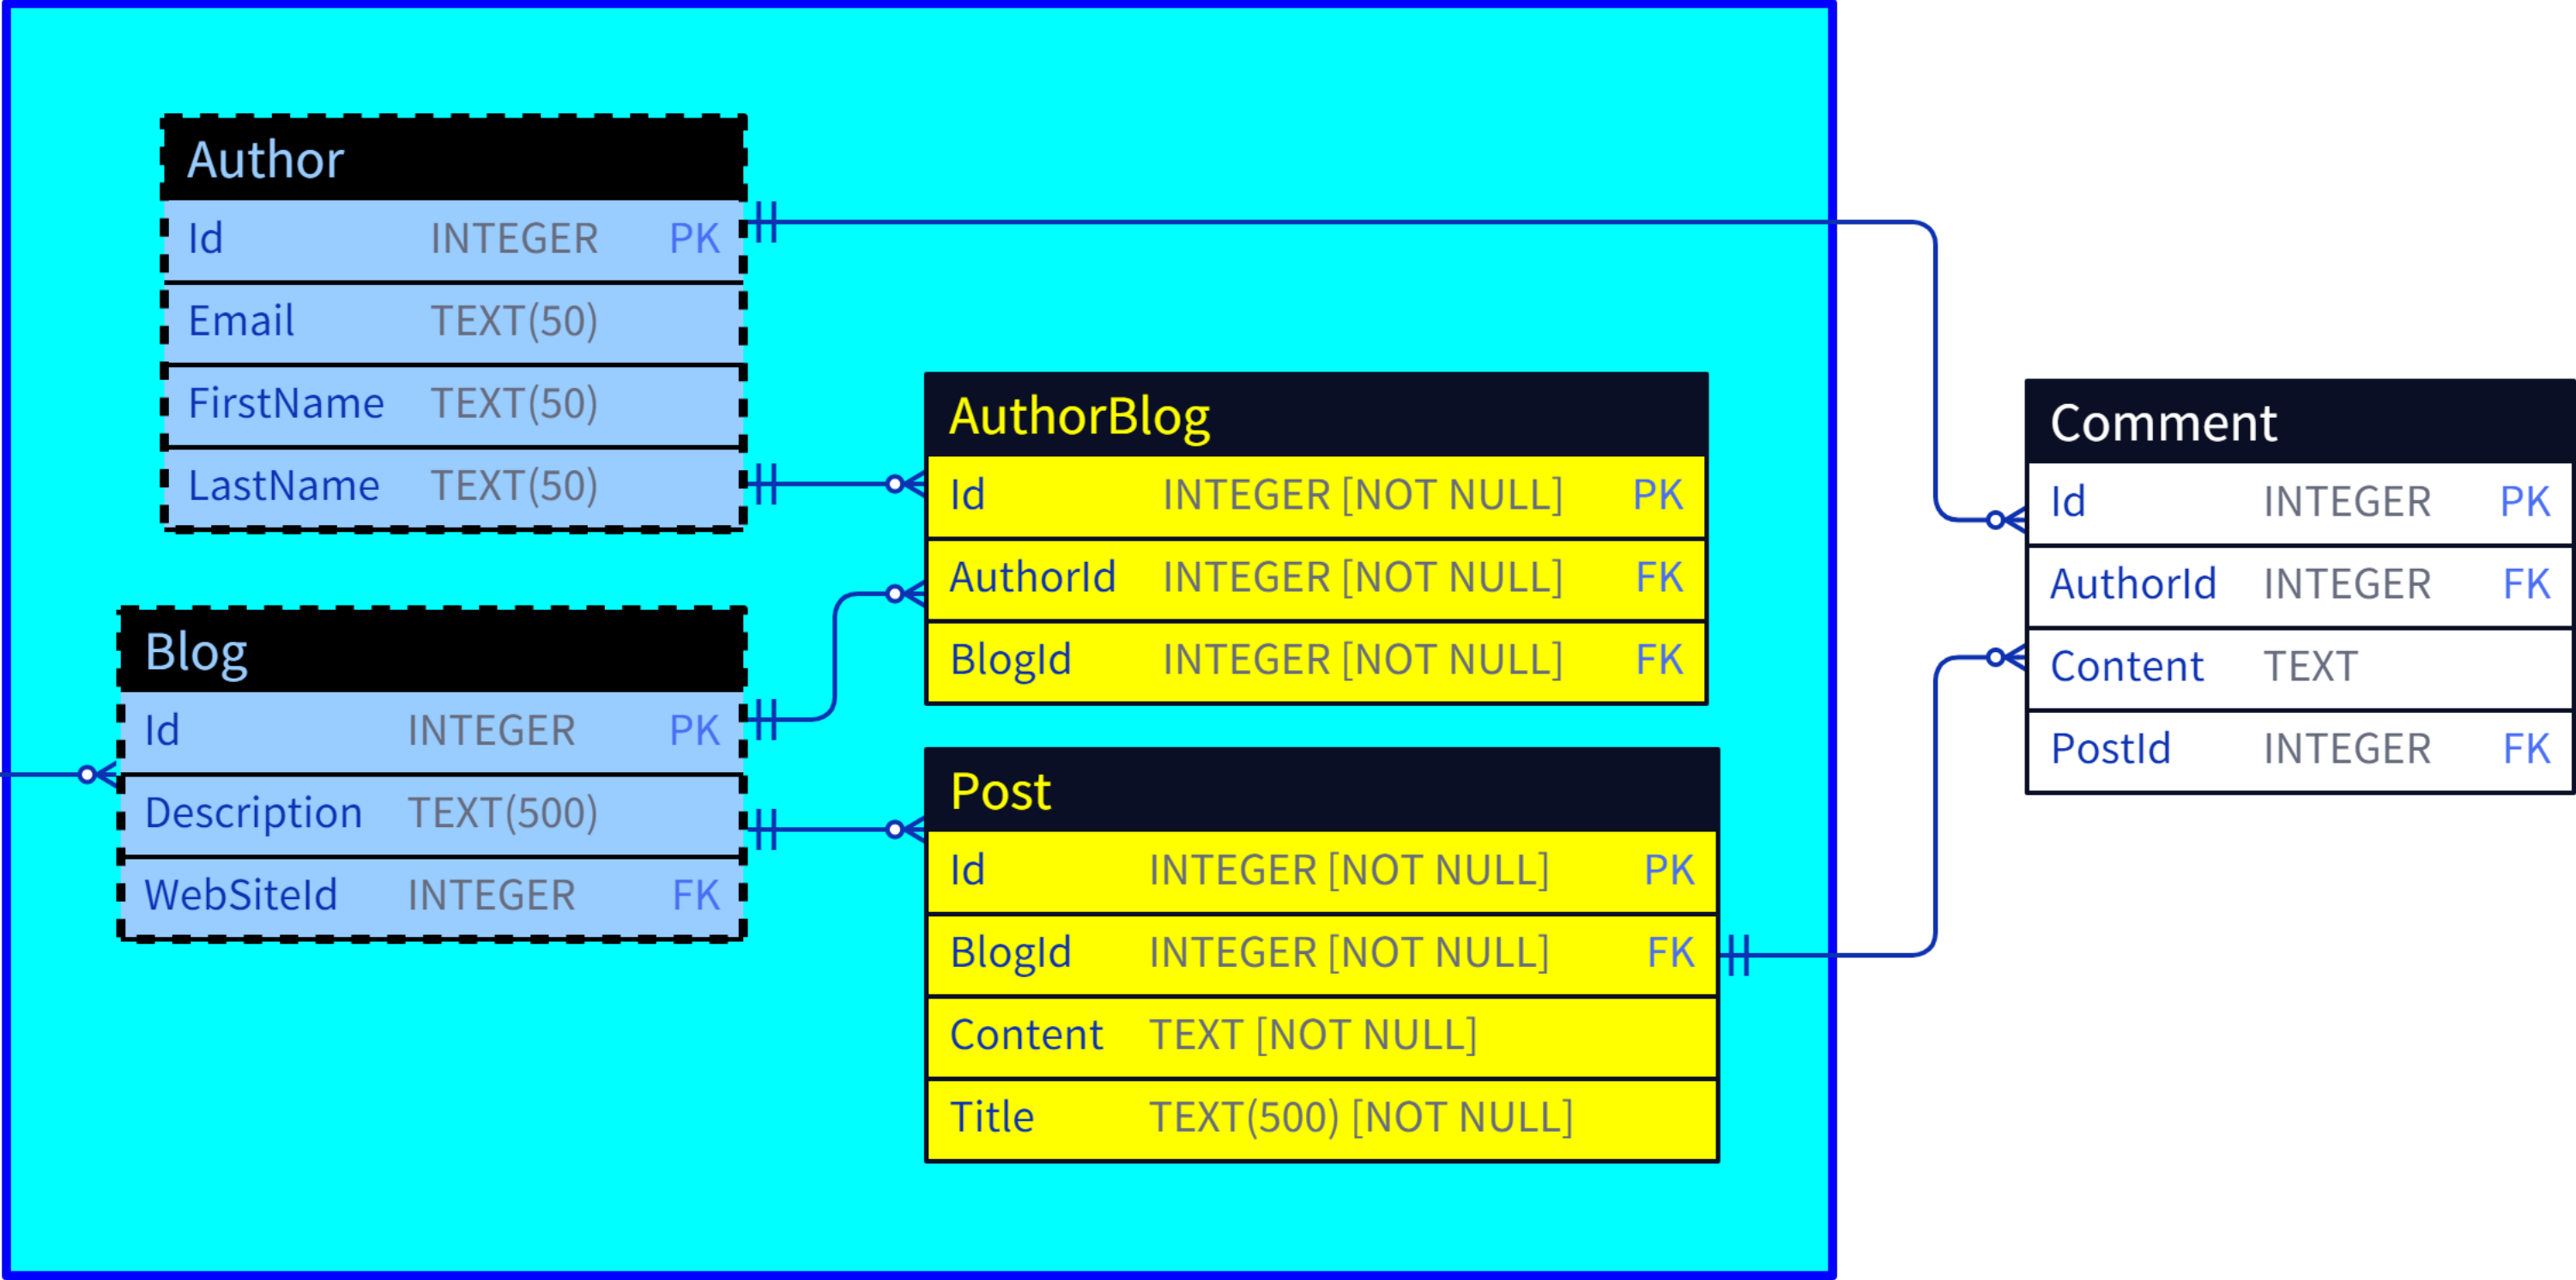 Author
Id INTEGER PK
Email TEXT(50)
FirstName TEXT(50)
LastName TEXT(50)
Blog
Id INTEGER PK
Description TEXT(500)
WebSiteId INTEGER FK
AuthorBlog
Id INTEGER [NOT NULL] PK
AuthorId INTEGER [NOT NULL] FK
BlogId INTEGER [NOT NULL] FK
Post
Id INTEGER [NOT NULL] PK
BlogId INTEGER [NOT NULL] FK
Content TEXT [NOT NULL]
Title TEXT(500) [NOT NULL]
Comment
Id INTEGER PK
AuthorId INTEGER FK
Content TEXT
PostId INTEGER FK